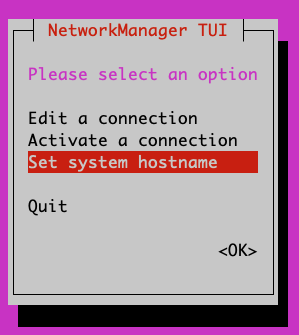 NetworkManager TUI
Please select an option
Edit a connection
Activate a connection
Set system hostname
Quit
<OK>